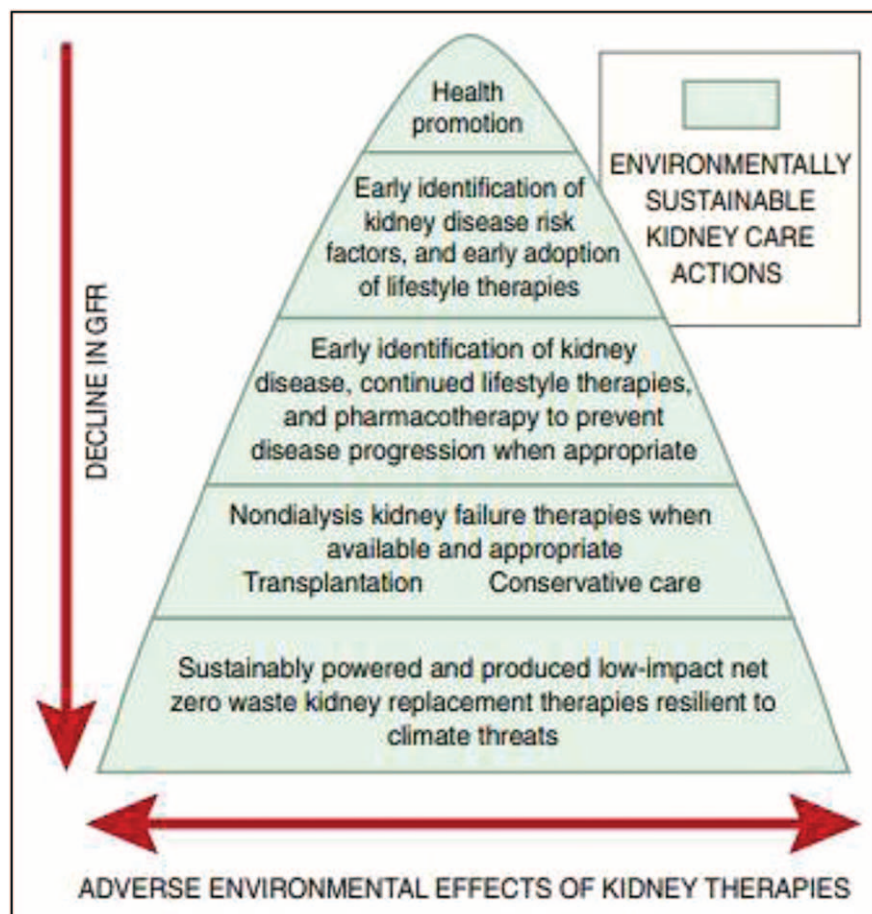 Health
promotion
ENVIRONMENTALLY
SUSTAINABLE
KIDNEY CARE
ACTIONS
Early identification of
kidney disease risk
factors, and early adoption
of lifestyle therapies
DECLINE IN GFR
Early identification of kidney
disease, continued lifestyle therapies,
and pharmacotherapy to prevent
disease progression when appropriate
Nondialysis kidney failure therapies when
available and appropriate
Transplantation Conservative care
Sustainably powered and produced low-impact net
zero waste kidney replacement therapies resilient to
climate threats
ADVERSE ENVIRONMENTAL EFFECTS OF KIDNEY THERAPIES